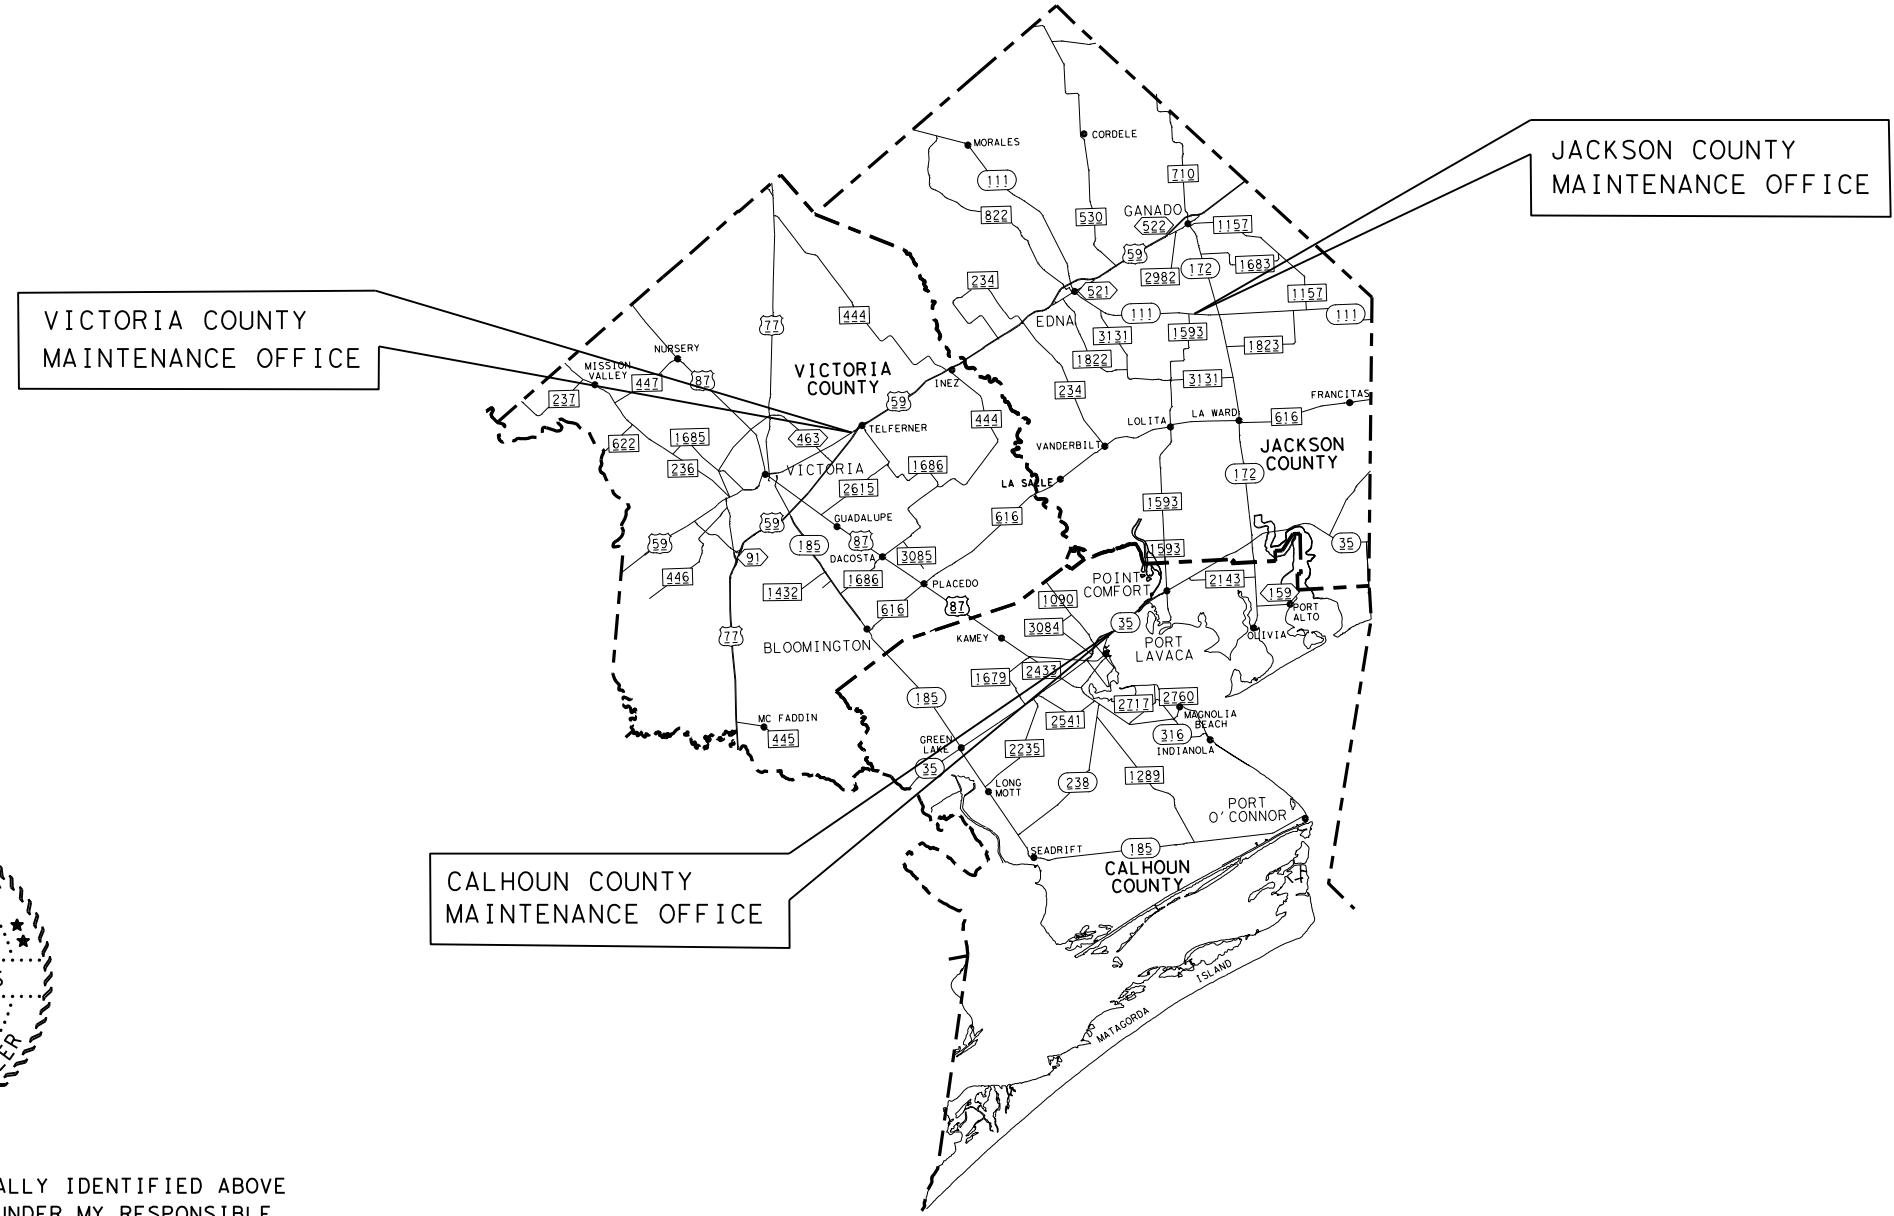 CORDELE
MORALES
JACKSON COUNTY
MAINTENANCE OFFICE
111
710
822
530
GANADO
522
1157
59
1683
2982
172
234
521
1157
VICTORIA COUNTY
MAINTENANCE OFFICE
77
444
EDNA
111
111
3131
1593
1822
1823
NURSERY
MISSION
VALLEY
447
87
VICTORIA
COUNTY
INEZ
3131
237
59
234
FRANCITAS
444
LOLITA
LA WARD
616
TELFERNER
622
1685
463
VANDERBILT
JACKSON
COUNTY
236
VICTORIA
1686
172
2615
LA SALLE
1593
GUADALUPE
616
59
59
185
87
35
DACOSTA
3085
1593
91
446
1686
POINT
COMFORT
2143
1432
PLACEDO
159
616
87
1090
PORT
ALTO
77
3084
35
OLIVIA
BLOOMINGTON
KAMEY
PORT
LAVACA
1679
2433
185
2717
2760
MC FADDIN
2541
MAGNOLIA
BEACH
445
GREEN
LAKE
2235
316
INDIANOLA
35
238
1289
LONG
MOTT
PORT
O'CONNOR
SEADRIFT
185
CALHOUN COUNTY
MAINTENANCE OFFICE
CALHOUN
COUNTY
MATAGORDA
ISLAND
ER
ALLY IDENTIFIED ABOVE
UNDER MY RESPONSIBLE